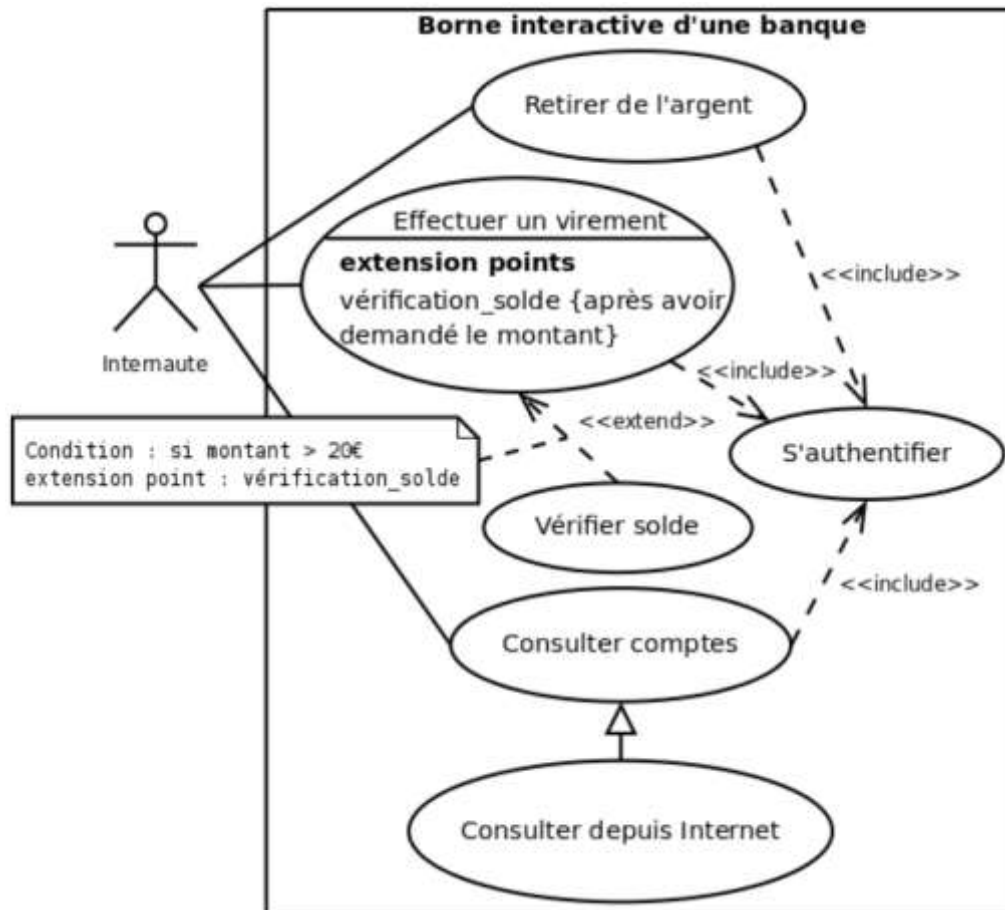 Borne interactive d'une banque
Retirer de l'argent
Effectuer un virement
extension points
vérification_solde {après avoir
demandé le montant}
<<include>>
Internaute
<<include>>
<<extend>>
Condition : si montant > 20€
extension point : vérification_solde
S'authentifier
Vérifier solde
<<include>>
Consulter comptes
Consulter depuis Internet